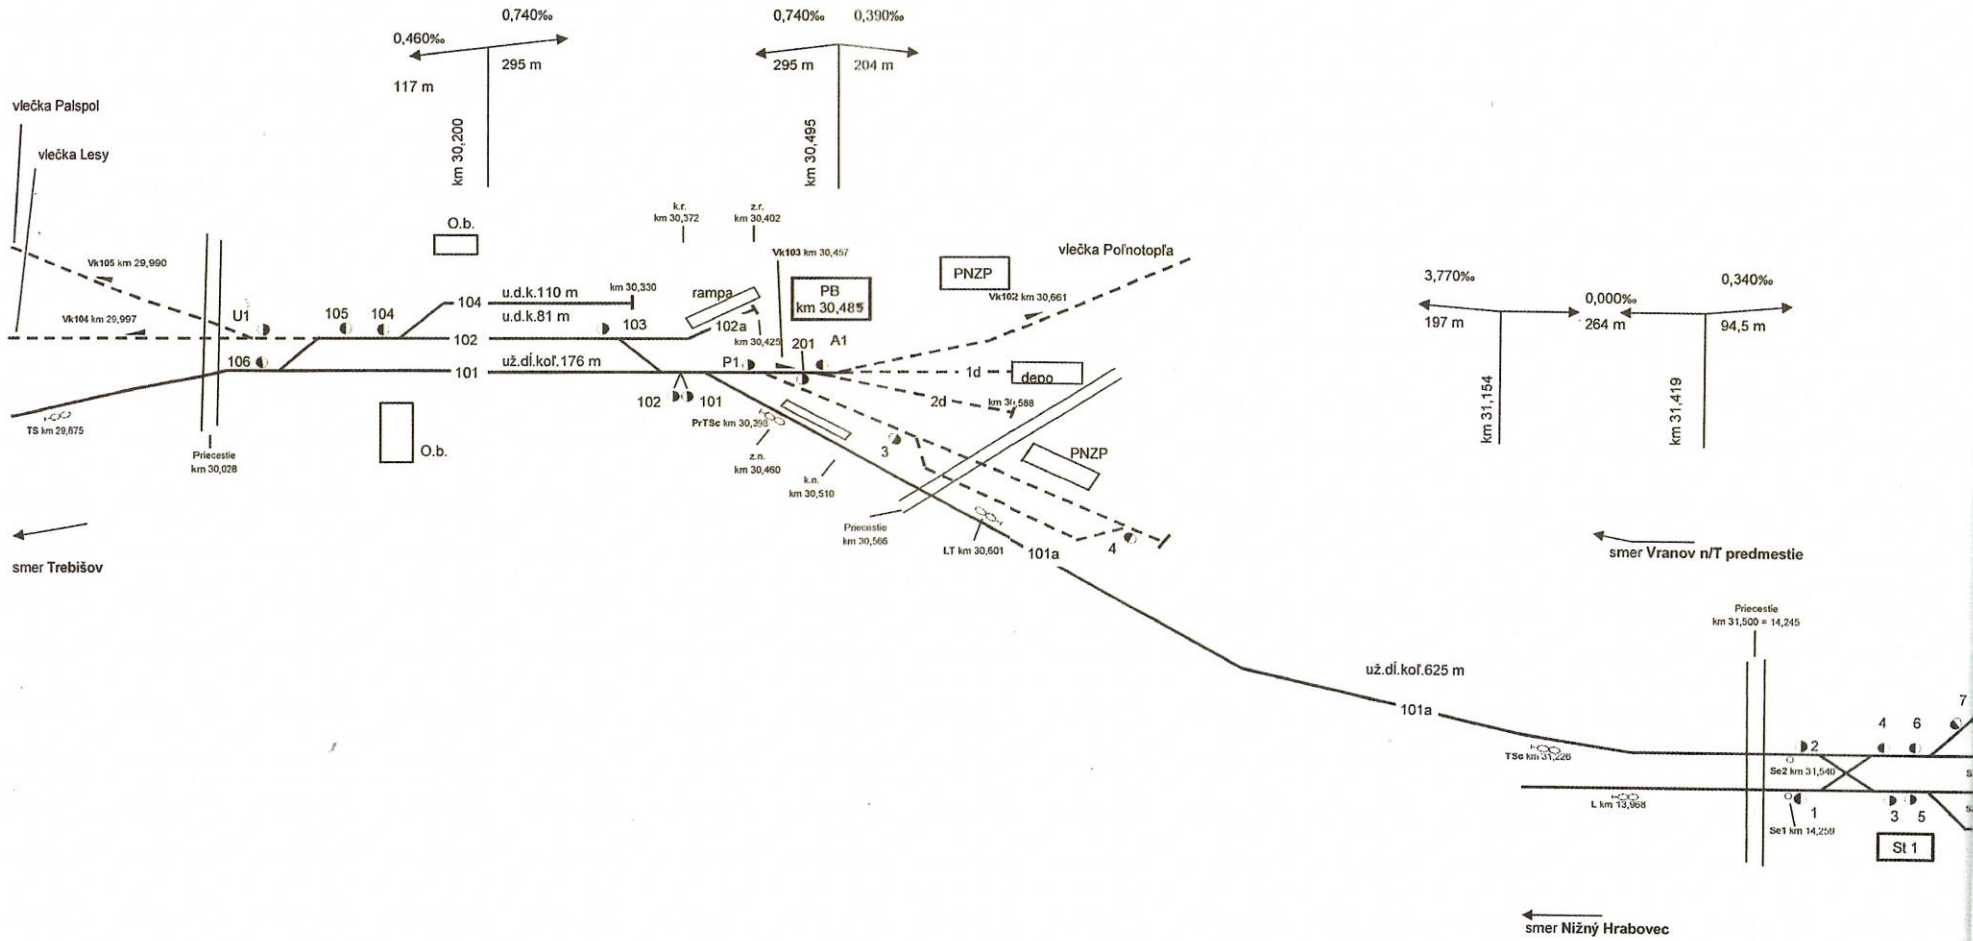 0,740‰
0,460‰
295 m
117 m
km 30,200
0,740‰ 0,390‰
295 m 204 m
km 30,495
vlečka Palspol
vlečka Lesy
O.b.
k.r.
km 30,372
z.r.
km 30,402
Vk103 km 30,457
Vk105 km 29,990
Vk104 km 29,997
U1
105
104
104
u.d.k.110 m
km 30,330
u.d.k.81 m
103
102
rampa
102a
km 30,425
PB
km 30,485
PNZP
vlečka Poľnotopľa
Vk102 km 30,661
201
A1
P1
106
101
už.dĺ.koľ.176 m
102
101
1d
depo
2d
km 30,588
TS km 29,875
Priecestie
km 30,028
O.b.
PrTSc km 30,398
z.n.
km 30,460
k.n.
km 30,510
3
PNZP
Priecestie
km 30,566
LT km 30,601
101a
4
smer Trebišov
3,770‰
197 m
km 31,154
0,000‰
264 m
0,340‰
94,5 m
km 31,419
smer Vranov n/T predmestie
Priecestie
km 31,500 = 14,245
už.dĺ.koľ.625 m
101a
TSc km 31,226
2
4
6
7
Se2 km 31,540
L km 13,968
1
3
5
Se1 km 14,259
St 1
smer Nižný Hrabovec